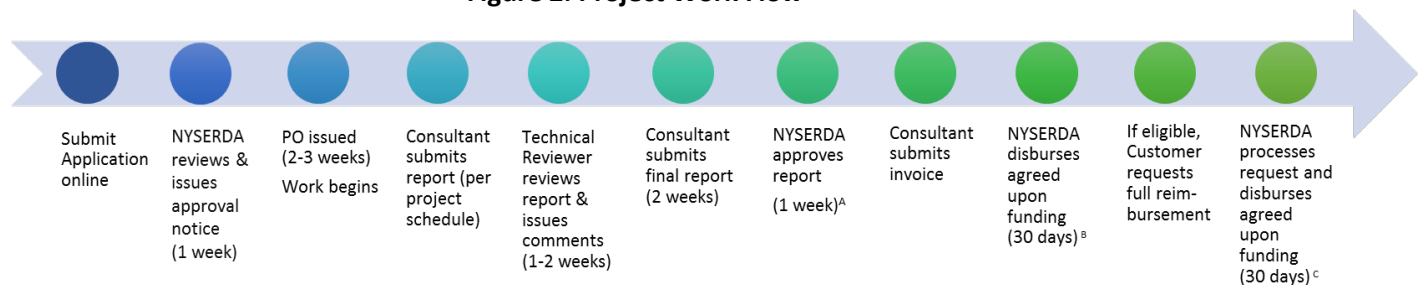 Submit
Application
online
NYSERDA
reviews &
issues
approval
notice
(1 week)
PO issued
(2-3 weeks)
Work begins
Consultant
submits
report (per
project
schedule)
Technical
Reviewer
reviews
report &
issues
comments
(1-2 weeks)
Consultant
submits
final report
(2 weeks)
NYSERDA
approves
report
(1 week)A
Consultant
submits
invoice
NYSERDA
disburses
agreed
upon
funding
(30 days) B
If eligible,
Customer
requests
full reim-
bursement
NYSERDA
processes
request and
disburses
agreed
upon
funding
(30 days) C